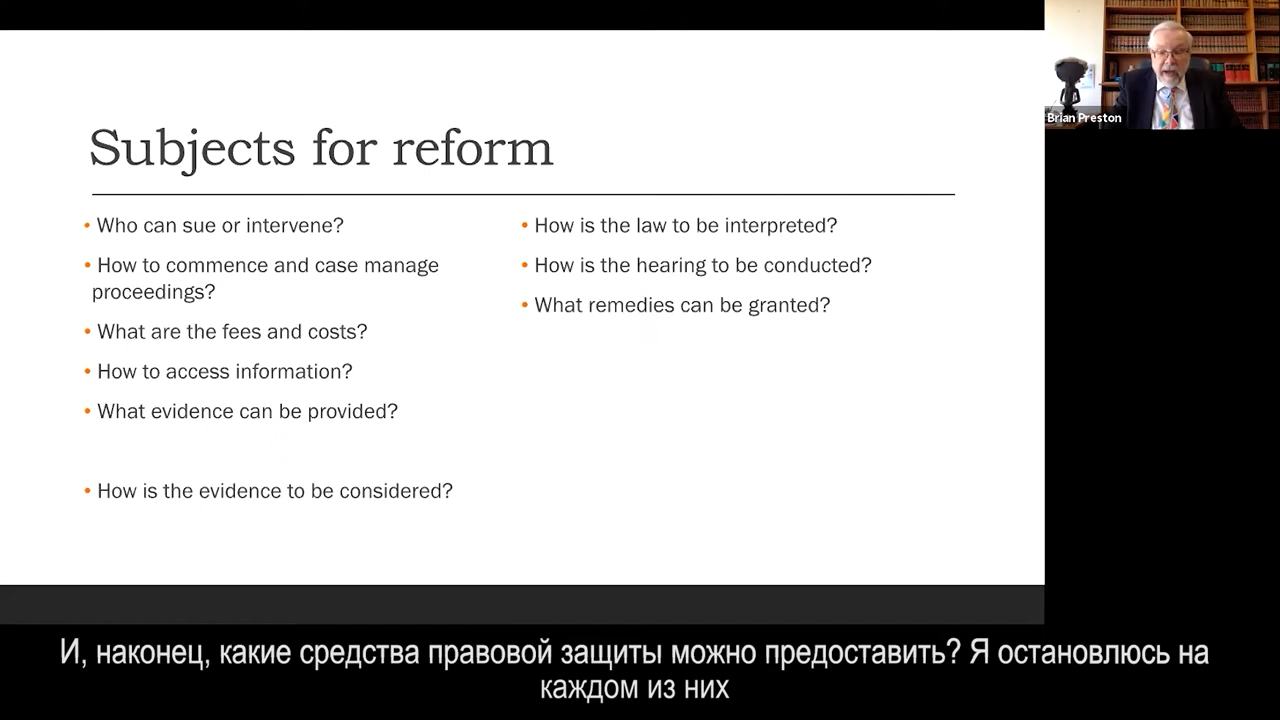 Subjects for reform
• Who can sue or intervene?
• How to commence and case manage
proceedings?
• What are the fees and costs?
• How to access information?
• What evidence can be provided?
• How is the evidence to be considered?
• How is the law to be interpreted?
• How is the hearing to be conducted?
• What remedies can be granted?
Brian Preston
И, наконец, какие средства правовой защиты можно предоставить? Я остановлюсь на
каждом из них